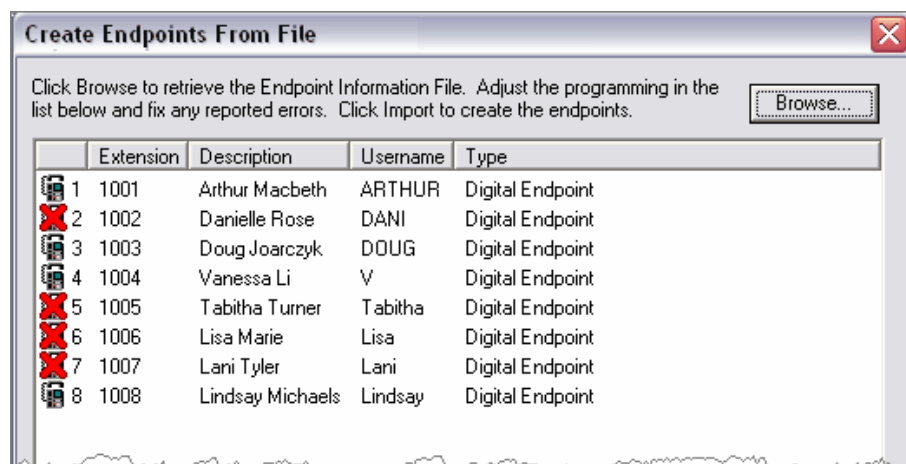 Create Endpoints From File
Click Browse to retrieve the Endpoint Information File. Adjust the programming in the
list below and fix any reported errors. Click Import to create the endpoints.
Browse...
Extension Description Username Type
1 1001 Arthur Macbeth ARTHUR Digital Endpoint
2 1002 Danielle Rose DANI Digital Endpoint
3 1003 Doug Joarczyk DOUG Digital Endpoint
4 1004 Vanessa Li V Digital Endpoint
5 1005 Tabitha Turner Tabitha Digital Endpoint
6 1006 Lisa Marie Lisa Digital Endpoint
7 1007 Lani Tyler Lani Digital Endpoint
8 1008 Lindsay Michaels Lindsay Digital Endpoint